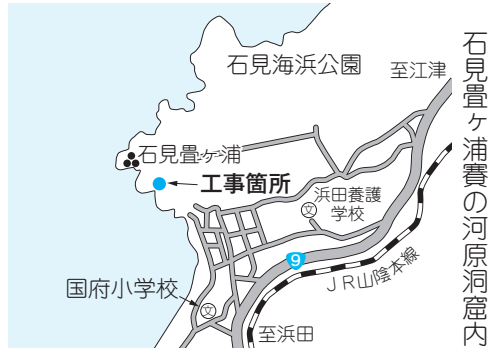 石見畳ヶ浦賽の河原洞窟内
石見海浜公園
至江津
石見畳ヶ浦
工事箇所
浜田養護
学校
文
9
JR山陰本線
国府小学校
文
至浜田